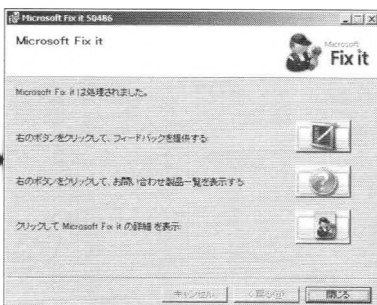 Microsoft Fix it 50486
Microsoft Fix it
Microsoft
Fix it
Microsoft Fix it は処理されました。
右のボタンをクリックして、フィードバックを提供する
右のボタンをクリックして、お問い合わせ製品一覧を表示する
クリックして Microsoft Fix it の詳細 を表示
キャンセル
< 戻る(B)
閉じる